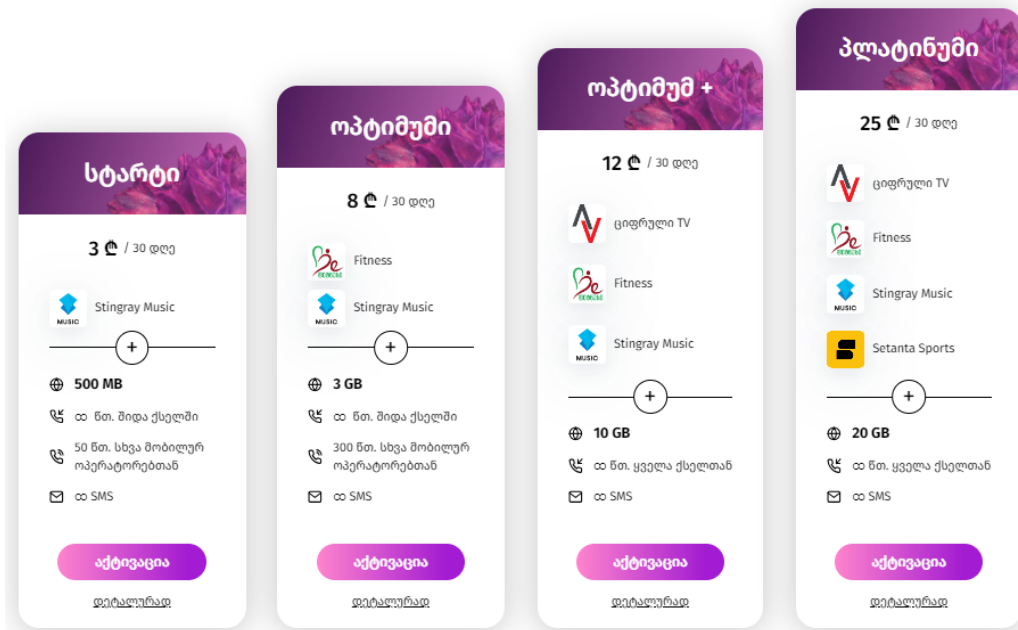 სტარტი
3 ₾ / 30 დღე
MUSIC
Stingray Music
+
500 MB
∞ წთ. შიდა ქსელში
50 წთ. სხვა მობილურ
ოპერატორებთან
∞ SMS
აქტივაცია
დეტალურად
ოპტიმუმი
8 ₾ / 30 დღე
Be
Fitness
MUSIC
Stingray Music
+
3 GB
∞ წთ. შიდა ქსელში
300 წთ. სხვა მობილურ
ოპერატორებთან
∞ SMS
აქტივაცია
დეტალურად
ოპტიმუმ +
12 ₾ / 30 დღე
ციფრული TV
Be
Fitness
MUSIC
Stingray Music
+
10 GB
∞ წთ. ყველა ქსელთან
∞ SMS
აქტივაცია
დეტალურად
პლატინუმი
25 ₾ / 30 დღე
ციფრული TV
Be
Fitness
MUSIC
Stingray Music
Setanta Sports
+
20 GB
∞ წთ. ყველა ქსელთან
∞ SMS
აქტივაცია
დეტალურად